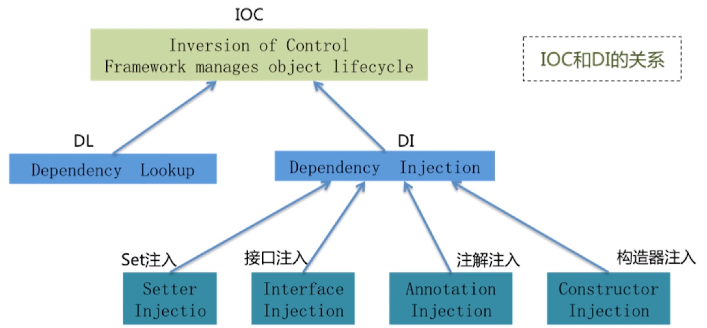 IOC
Inversion of Control
Framework manages object lifecycle
IOC和DI的关系
DL
DI
Dependency Lookup
Dependency Injection
Set注入
接口注入
注解注入
构造器注入
Setter
Injectio
Interface
Injection
Annotation
Injection
Constructor
Injection